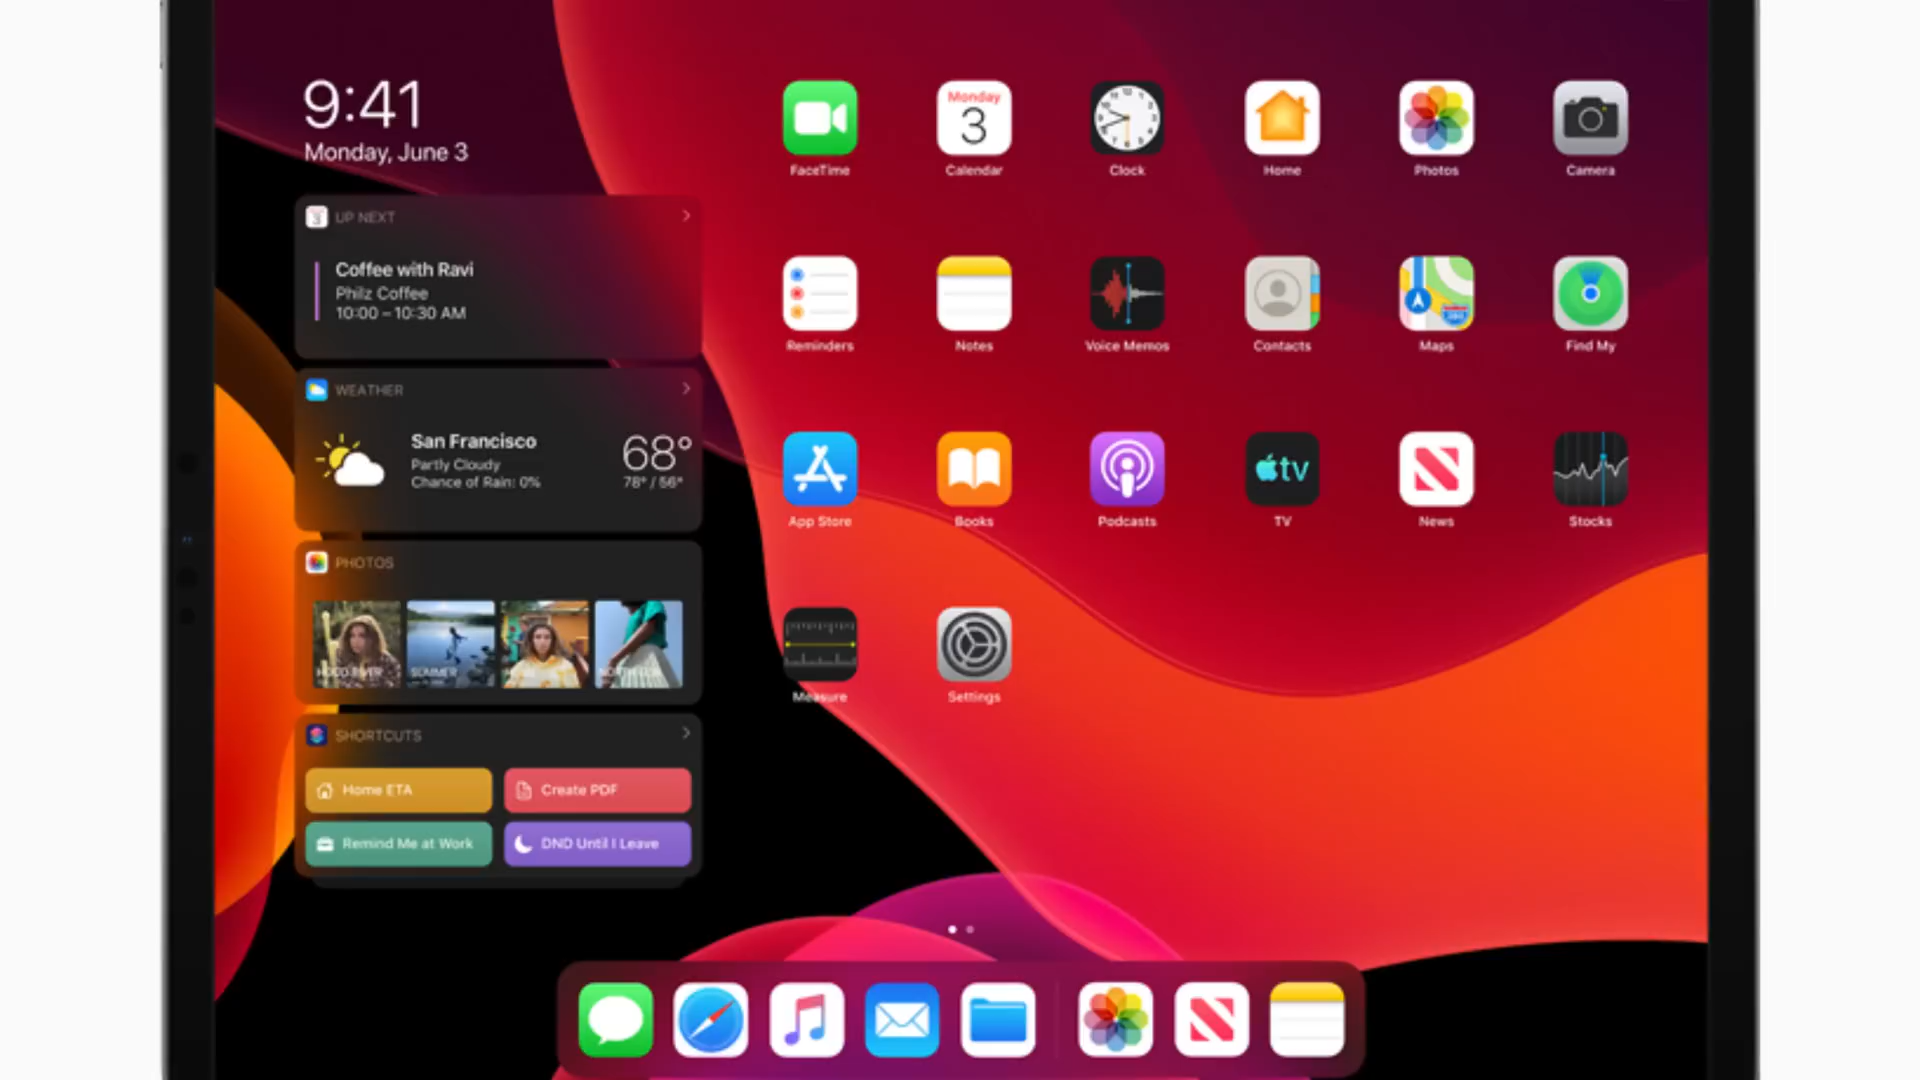 9:41
Monday, June 3
UP NEXT
Coffee with Ravi
Philz Coffee
10:00 – 10:30 AM
WEATHER
San Francisco
Partly Cloudy
Chance of Rain: 0%
68°
78° / 56°
PHOTOS
HOOD RIVER
SUMMER
SHORTCUTS
Home ETA
Create PDF
Remind Me at Work
DND Until I Leave
Monday
3
FaceTime
Calendar
Clock
Home
Photos
Camera
Reminders
Notes
Voice Memos
Contacts
Maps
Find My
tv
App Store
Books
Podcasts
TV
News
Stocks
Measure
Settings